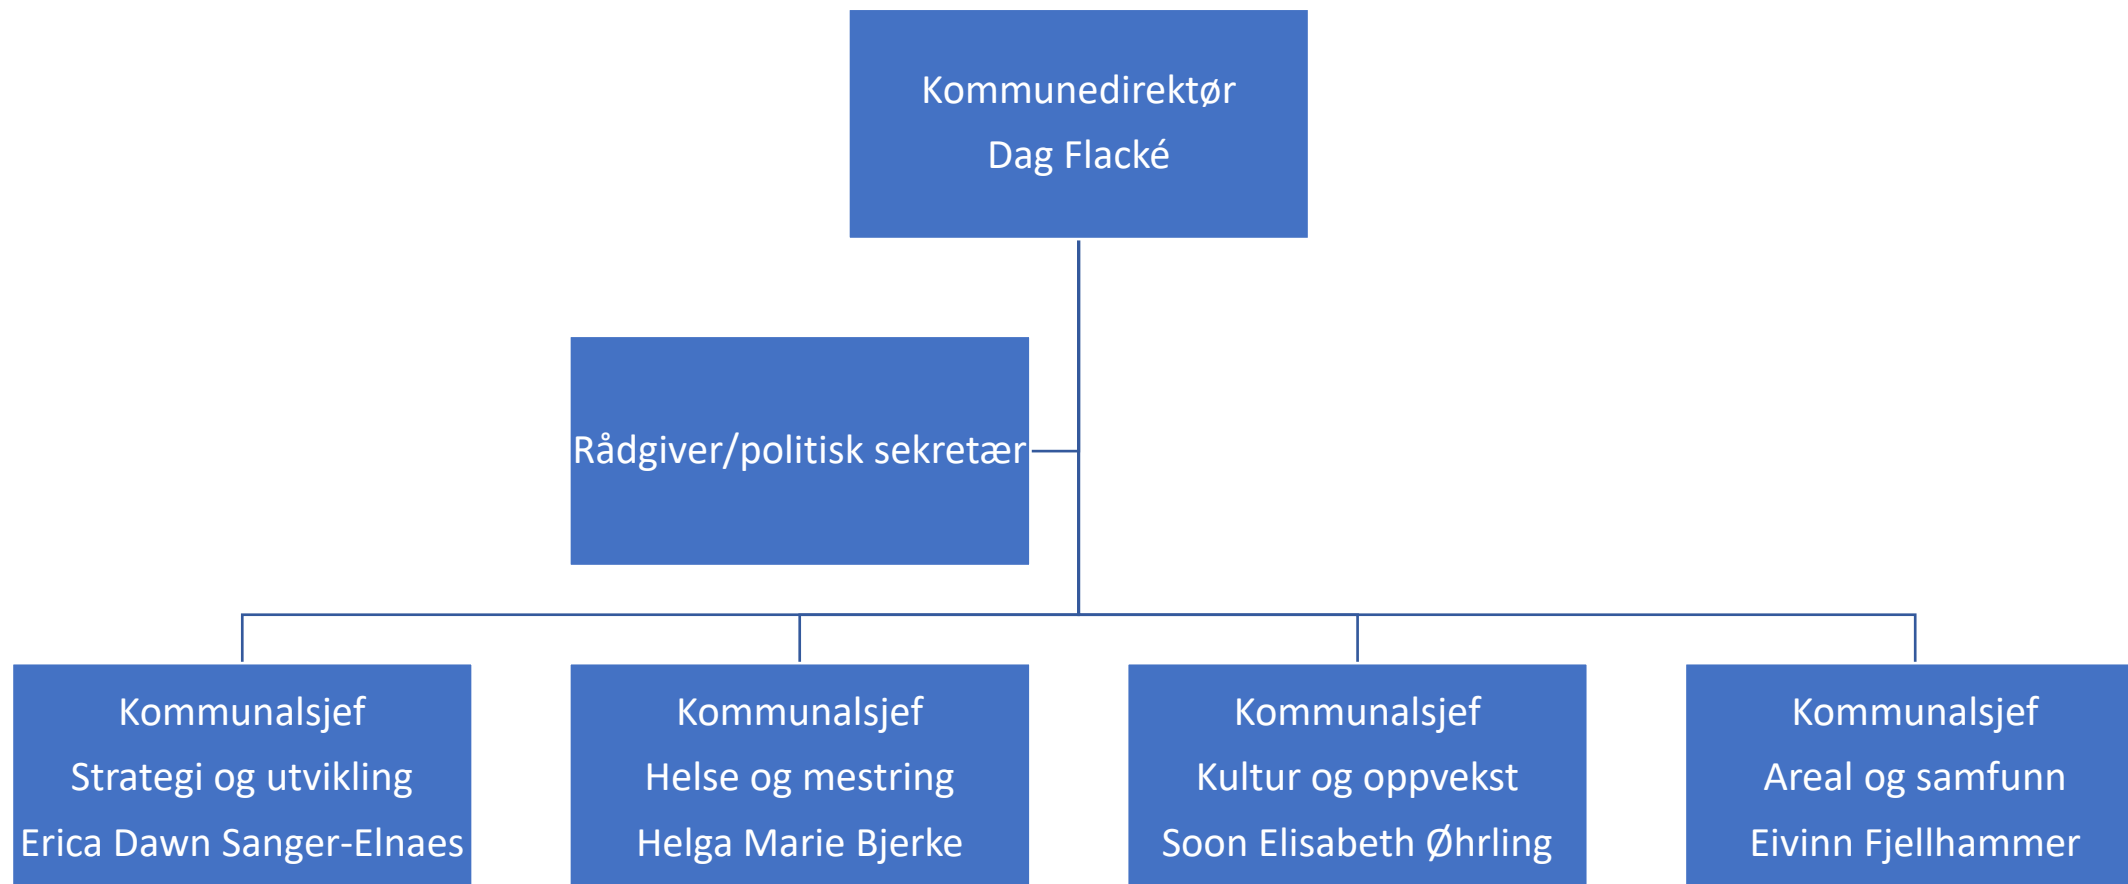 Kommunedirektør
Dag Flacké
Rådgiver/politisk sekretær
Kommunalsjef
Strategi og utvikling
Erica Dawn Sanger-Elnaes
Kommunalsjef
Helse og mestring
Helga Marie Bjerke
Kommunalsjef
Kultur og oppvekst
Soon Elisabeth Øhrling
Kommunalsjef
Areal og samfunn
Eivinn Fjellhammer